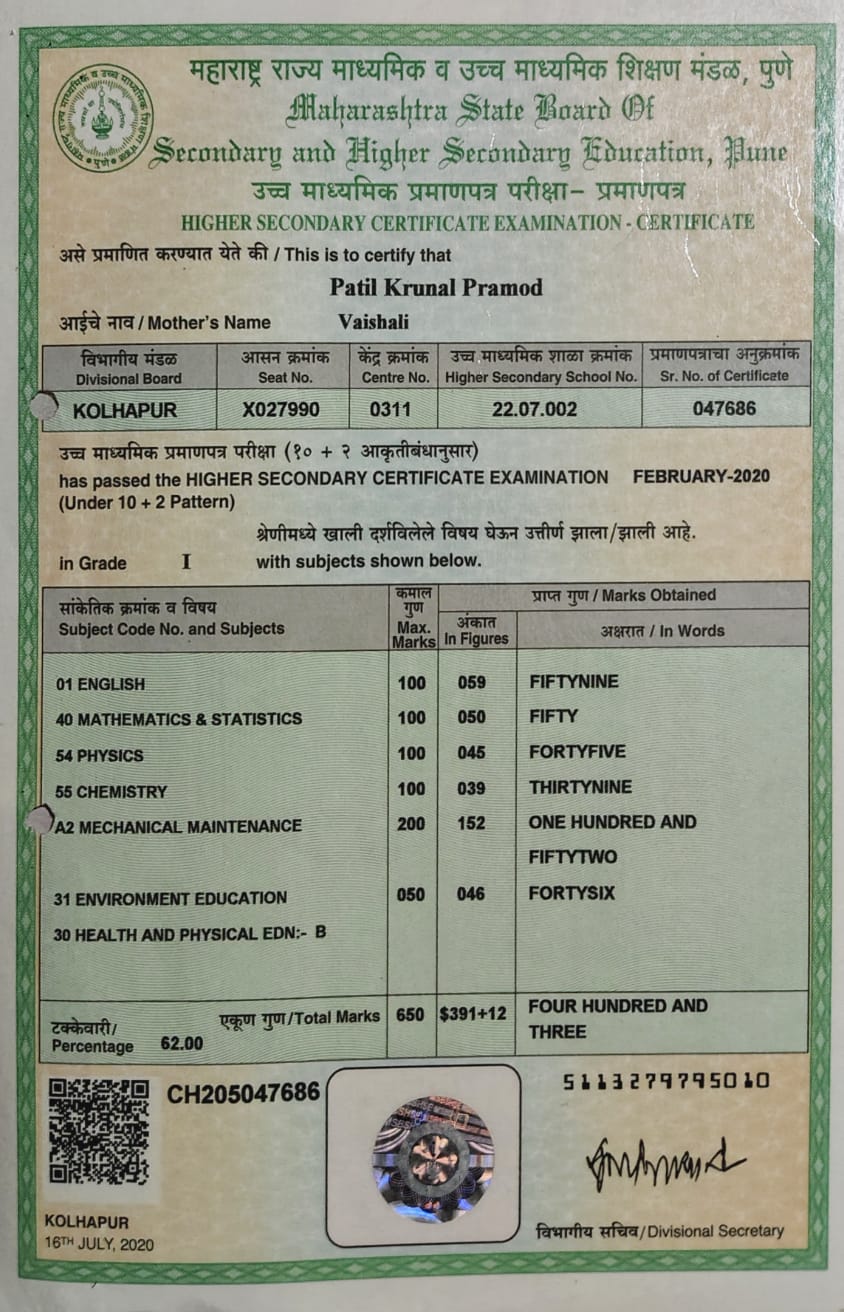 महाराष्ट्र राज्य माध्यमिक व उच्च माध्यमिक शिक्षण मंडळ, पुणे
Maharashtra State Board Of
Secondary and Higher Secondary Education, Pune
उच्च माध्यमिक प्रमाणपत्र परीक्षा– प्रमाणपत्र
HIGHER SECONDARY CERTIFICATE EXAMINATION - CERTIFICATE
असे प्रमाणित करण्यात येते की / This is to certify that
Patil Krunal Pramod
आईचे नाव / Mother's Name Vaishali
विभागीय मंडळ आसन क्रमांक केंद्र क्रमांक उच्च माध्यमिक शाळा क्रमांक प्रमाणपत्राचा अनुक्रमांक
Divisional Board Seat No. Centre No. Higher Secondary School No. Sr. No. of Certificate
KOLHAPUR X027990 0311 22.07.002 047686
उच्च माध्यमिक प्रमाणपत्र परीक्षा (१० + २ आकृतीबंधानुसार)
has passed the HIGHER SECONDARY CERTIFICATE EXAMINATION FEBRUARY-2020
(Under 10 + 2 Pattern)
श्रेणीमध्ये खाली दर्शविलेले विषय घेऊन उत्तीर्ण झाला/झाली आहे.
in Grade I with subjects shown below.
सांकेतिक क्रमांक व विषय
Subject Code No. and Subjects
कमाल
गुण
Max.
Marks
प्राप्त गुण / Marks Obtained
अंकात
In Figures
अक्षरात / In Words
01 ENGLISH 100 059 FIFTYNINE
40 MATHEMATICS & STATISTICS 100 050 FIFTY
54 PHYSICS 100 045 FORTYFIVE
55 CHEMISTRY 100 039 THIRTYNINE
A2 MECHANICAL MAINTENANCE 200 152 ONE HUNDRED AND
FIFTYTWO
31 ENVIRONMENT EDUCATION 050 046 FORTYSIX
30 HEALTH AND PHYSICAL EDN:- B
टक्केवारी/
Percentage 62.00
एकूण गुण/Total Marks 650 $391+12 FOUR HUNDRED AND
THREE
CH205047686
5113279795010
KOLHAPUR
16TH JULY, 2020
विभागीय सचिव/Divisional Secretary